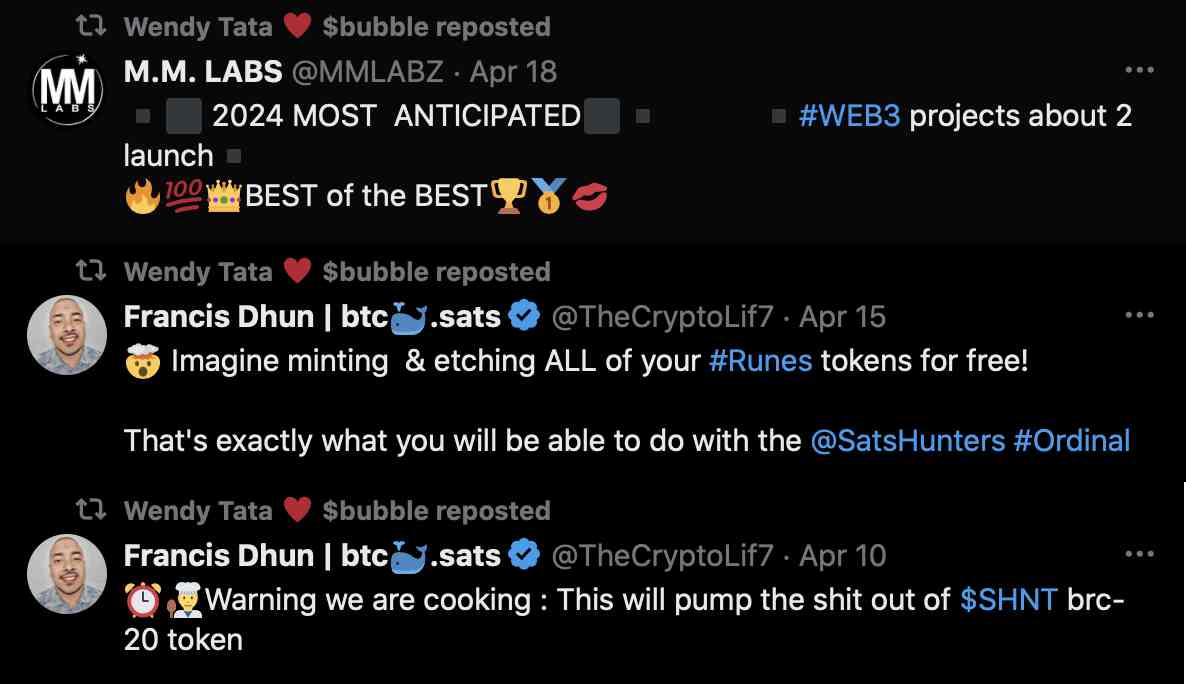 Wendy Tata ❤️ $bubble reposted
MM
LABS
M.M. LABS @MMLABZ · Apr 18
2024 MOST ANTICIPATED #WEB3 projects about 2
launch
🔥💯👑BEST of the BEST🏆🥇💋
Wendy Tata ❤️ $bubble reposted
Francis Dhun | btc🐳.sats @TheCryptoLif7 · Apr 15
🤯 Imagine minting & etching ALL of your #Runes tokens for free!
That's exactly what you will be able to do with the @SatsHunters #Ordinal
Wendy Tata ❤️ $bubble reposted
Francis Dhun | btc🐳.sats @TheCryptoLif7 · Apr 10
⏰👨‍🍳Warning we are cooking : This will pump the shit out of $SHNT brc-
20 token